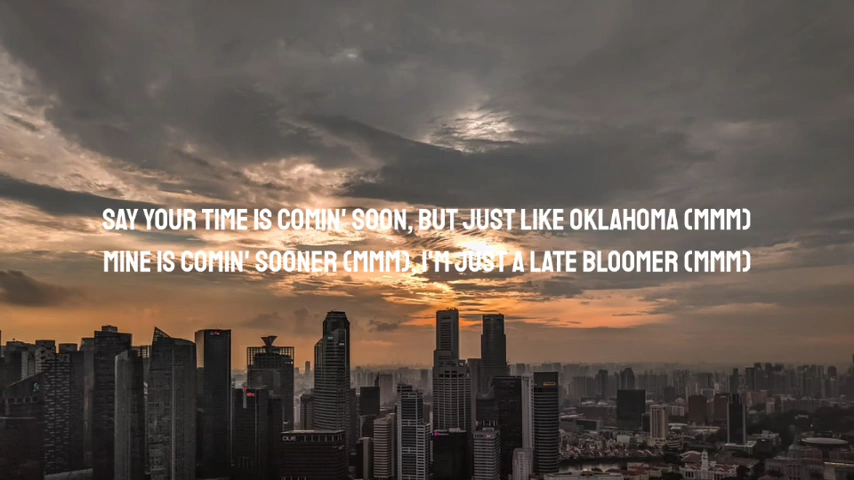 SAY YOUR TIME IS COMIN' SOON, BUT JUST LIKE OKLAHOMA (MMM)
MINE IS COMIN' SOONER (MMM), I'M JUST A LATE BLOOMER (MMM)